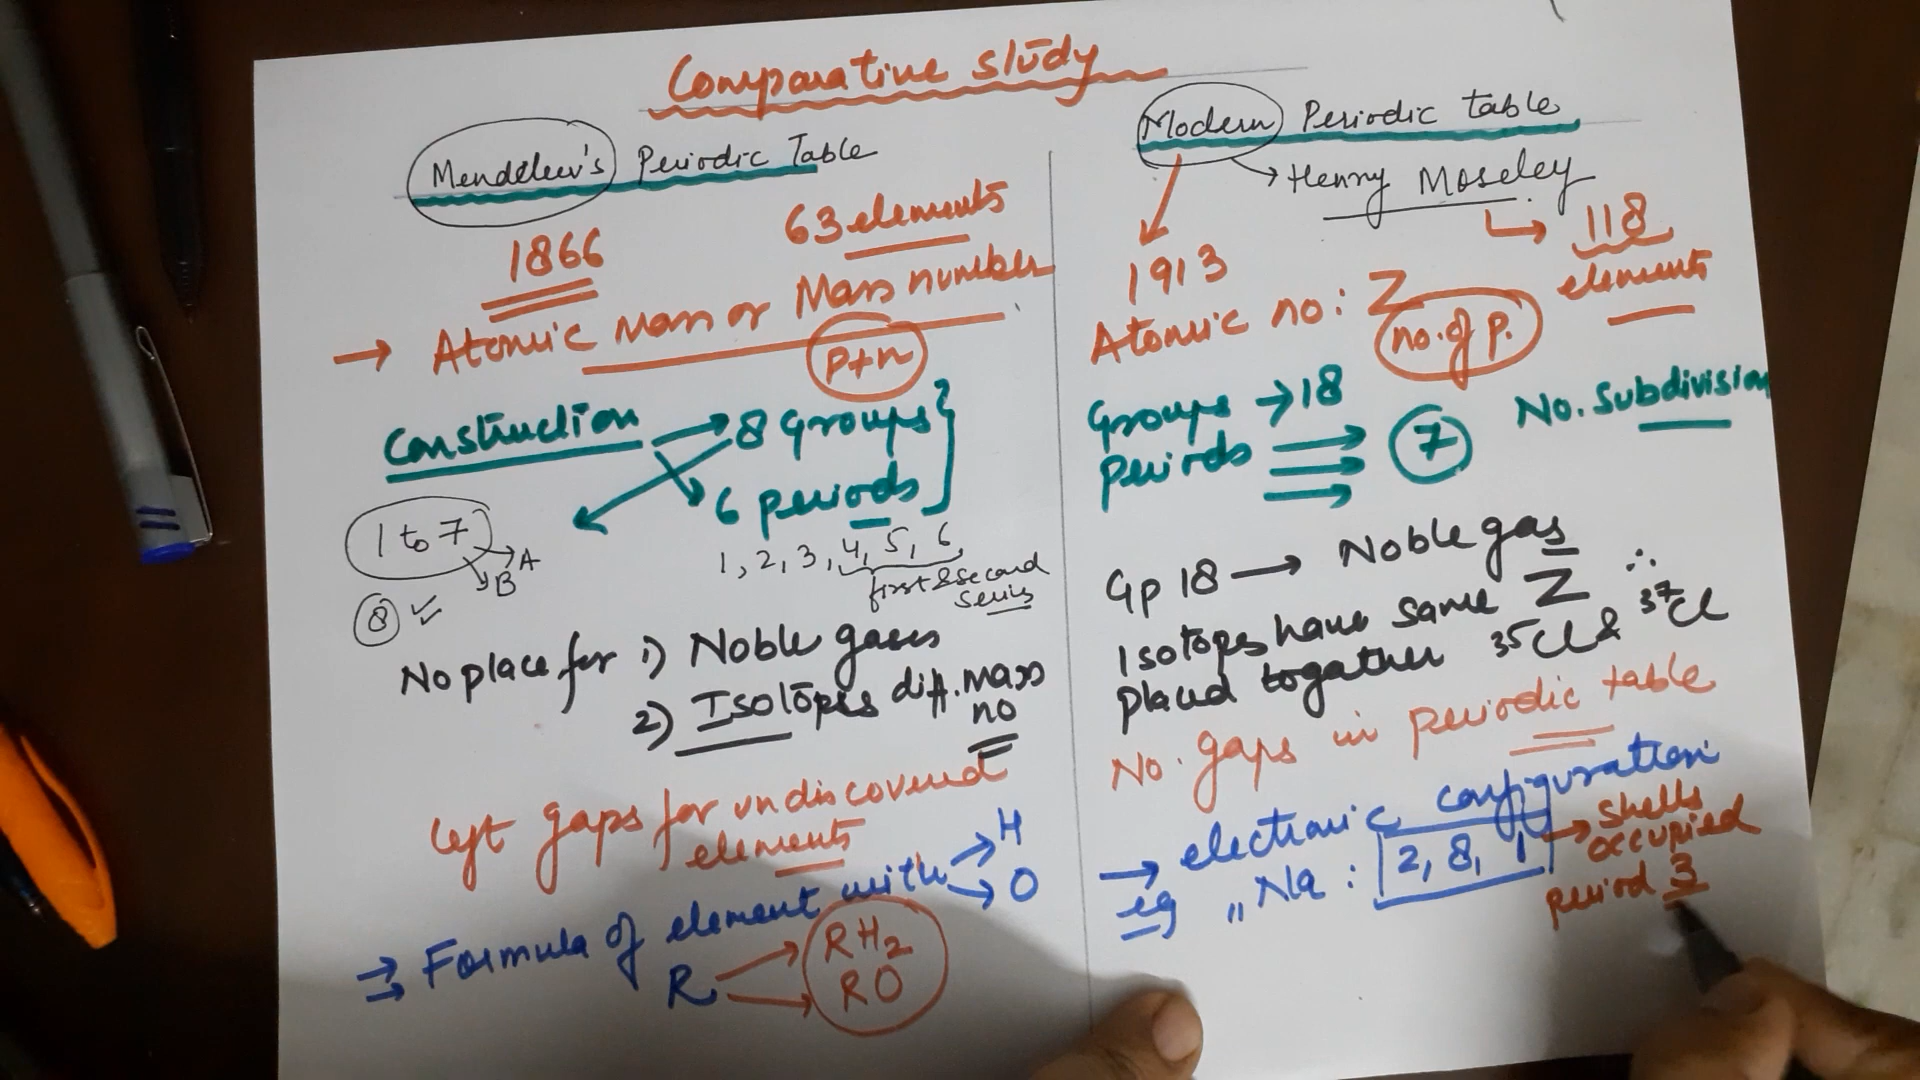 Comparative study
Mendeleev's Periodic Table
1866
63 elements
→ Atomic Mass or Mass number
p+n
Construction → 8 Groups
6 periods
1 to 7
A
B
8
1, 2, 3, 4, 5, 6
first & second
series
No place for 1) Noble gases
2) Isotopes diff. mass
no
left gaps for undiscovered
elements
→ Formula of element with → H
→ O
R → RH2
RO
Modern Periodic table
→ Henry Moseley
→ 118
elements
1913
Atomic no: Z
no. of p.
Groups → 18
Periods → 7
No. Subdivision
Gp 18 → Noble gas
Isotopes have same Z ∴
placed together 35Cl & 37Cl
No. gaps in periodic table
→ electronic configuration
eg 11Na : 2, 8, 1 → shells
occupied
period 3